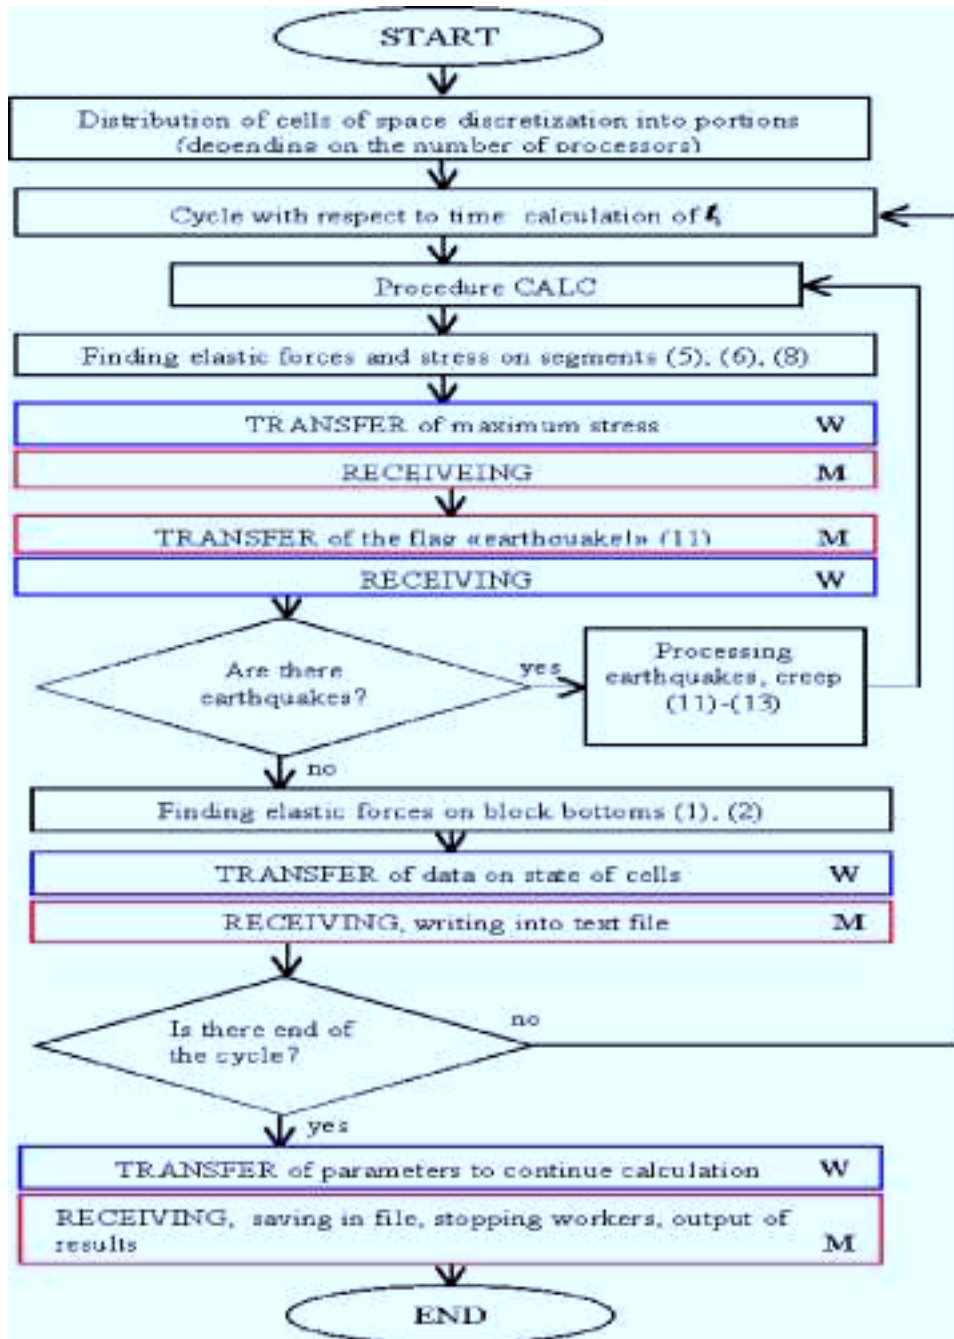 START
Distribution of cells of space discretization into portions
(depending on the number of processors)
Cycle with respect to time calculation of
Procedure CALC
Finding elastic forces and stress on segments (5), (6), (8)
TRANSFER of maximum stress W
RECEIVEING M
TRANSFER of the flag «earthquake!» (11) M
RECEIVING W
Are there
earthquakes?
yes
Processing
earthquakes, creep
(11)-(13)
no
Finding elastic forces on block bottoms (1), (2)
TRANSFER of data on state of cells W
RECEIVING, writing into text file M
Is there end of
the cycle?
no
yes
TRANSFER of parameters to continue calculation W
RECEIVING, saving in file, stopping workers, output of
results M
END